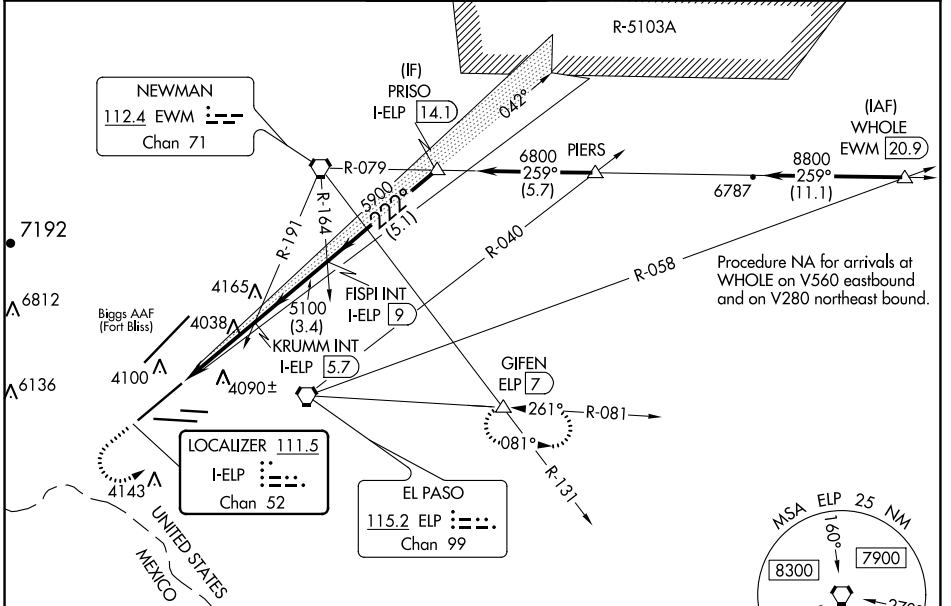 R-5103A
NEWMAN
112.4 EWM
Chan 71
(IF)
PRISO
I-ELP 14.1
042°
(IAF)
WHOLE
EWM 20.9
R-079
6800
259°
(5.7)
PIERS
8800
259°
(11.1)
6787
5900
222°
(5.1)
R-191
R-164
R-040
R-058
7192
Procedure NA for arrivals at
WHOLE on V560 eastbound
and on V280 northeast bound.
6812
4165
FISPI INT
I-ELP 9
5100
(3.4)
Biggs AAF
(Fort Bliss)
4038
KRUMM INT
I-ELP 5.7
4100
6136
4090±
GIFEN
ELP 7
261°
R-081
081°
R-131
LOCALIZER 111.5
I-ELP
Chan 52
4143
EL PASO
115.2 ELP
Chan 99
UNITED STATES
MEXICO
MSA ELP 25 NM
160°
8300
7900